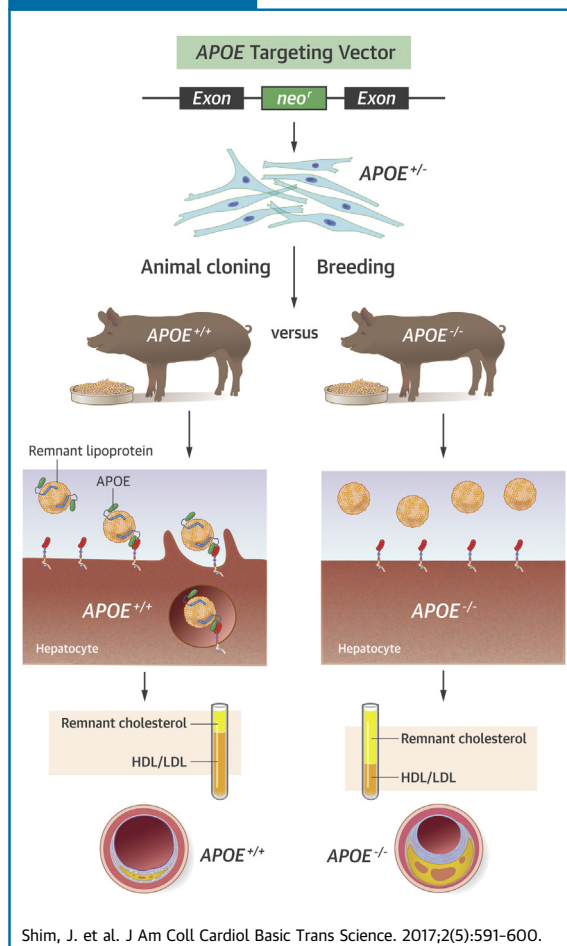 APOE Targeting Vector
Exon neoʳ Exon
APOE⁺/⁻
Animal cloning Breeding
APOE⁺/⁺ versus APOE⁻/⁻
Remnant lipoprotein
APOE
APOE⁺/⁺
Hepatocyte
APOE⁻/⁻
Hepatocyte
Remnant cholesterol
HDL/LDL
Remnant cholesterol
HDL/LDL
APOE⁺/⁺
APOE⁻/⁻
Shim, J. et al. J Am Coll Cardiol Basic Trans Science. 2017;2(5):591-600.